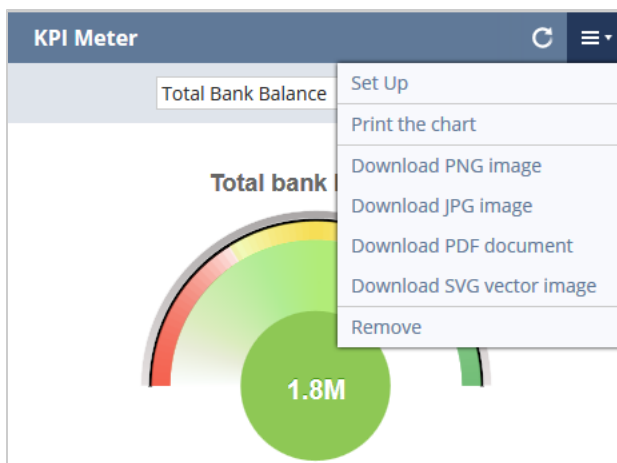 KPI Meter
Total Bank Balance
Set Up
Print the chart
Download PNG image
Download JPG image
Download PDF document
Download SVG vector image
Remove
Total bank
1.8M